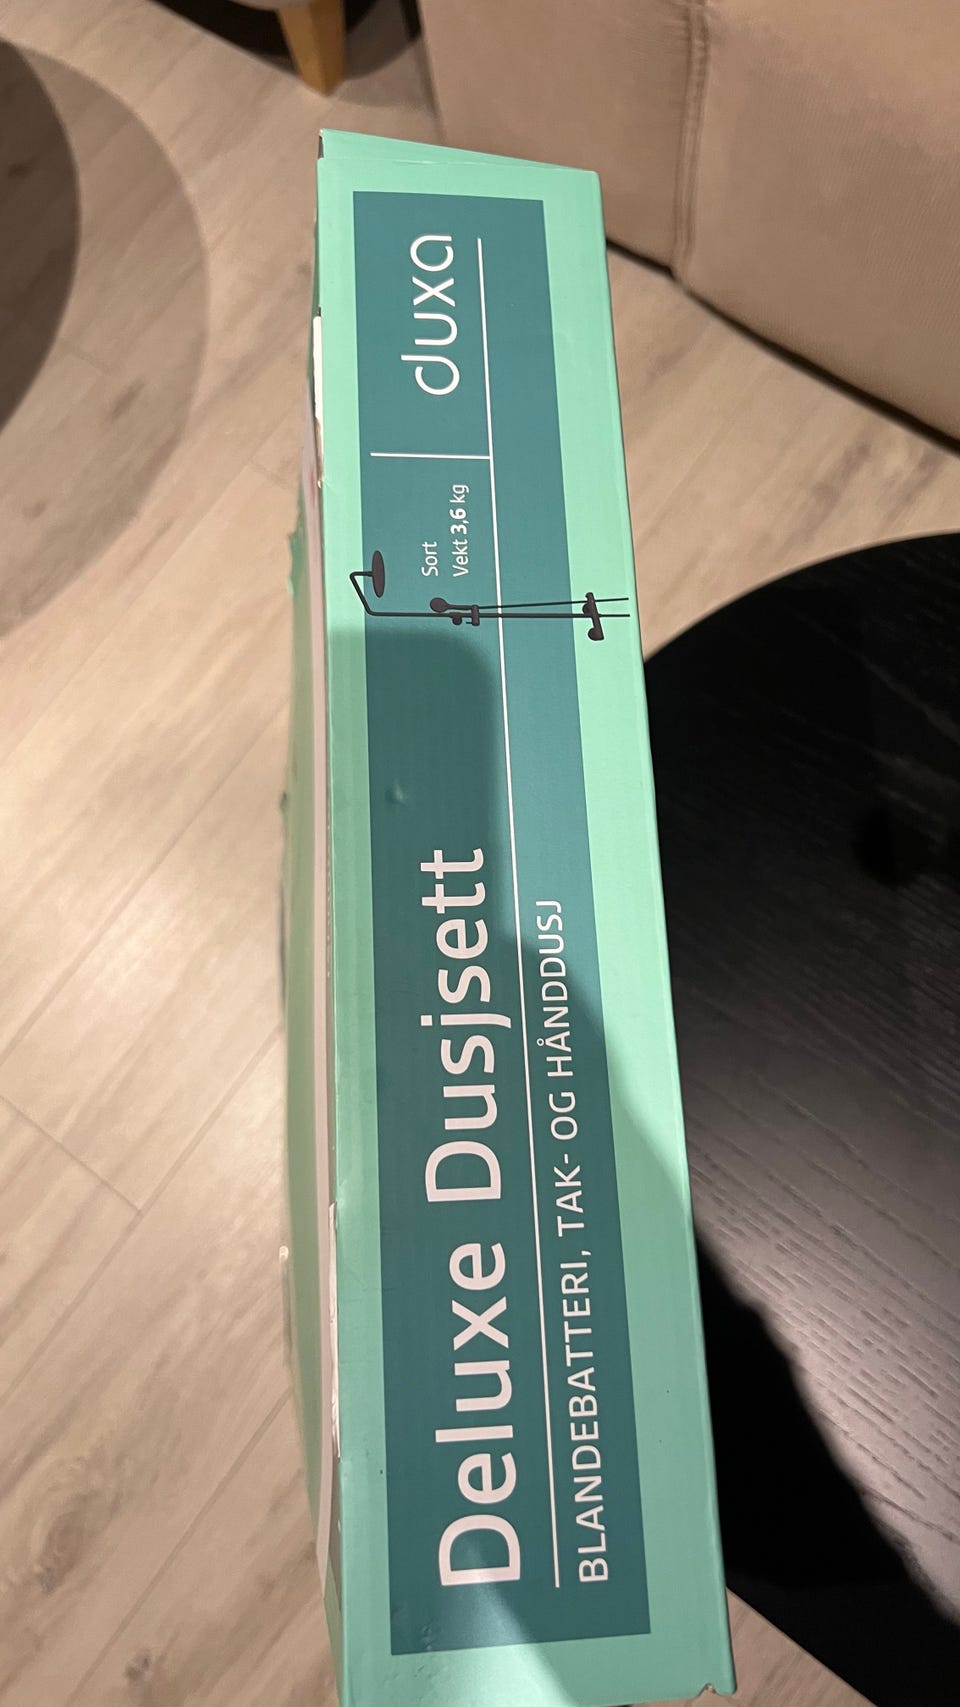 Deluxe Dusjsett
BLANDEBATTERI, TAK- OG HÅNDDUSJ
Sort
Vekt 3,6 kg
duxa